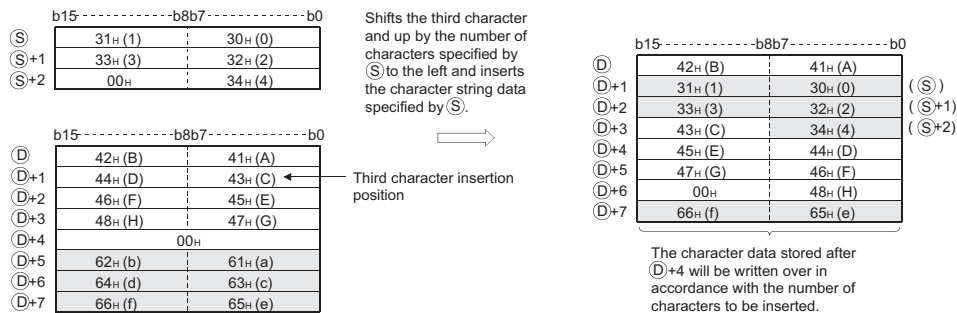 b15 b8b7 b0
Ⓢ 31H (1) 30H (0)
Ⓢ+1 33H (3) 32H (2)
Ⓢ+2 00H 34H (4)
Shifts the third character
and up by the number of
characters specified by
Ⓢ to the left and inserts
the character string data
specified by Ⓢ.
b15 b8b7 b0
Ⓓ 42H (B) 41H (A)
Ⓓ+1 44H (D) 43H (C)
Ⓓ+2 46H (F) 45H (E)
Ⓓ+3 48H (H) 47H (G)
Ⓓ+4 00H
Ⓓ+5 62H (b) 61H (a)
Ⓓ+6 64H (d) 63H (c)
Ⓓ+7 66H (f) 65H (e)
Third character insertion
position
b15 b8b7 b0
Ⓓ 42H (B) 41H (A)
Ⓓ+1 31H (1) 30H (0) ( Ⓢ )
Ⓓ+2 33H (3) 32H (2) ( Ⓢ+1)
Ⓓ+3 43H (C) 34H (4) ( Ⓢ+2)
Ⓓ+4 45H (E) 44H (D)
Ⓓ+5 47H (G) 46H (F)
Ⓓ+6 00H 48H (H)
Ⓓ+7 66H (f) 65H (e)
The character data stored after
Ⓓ+4 will be written over in
accordance with the number of
characters to be inserted.